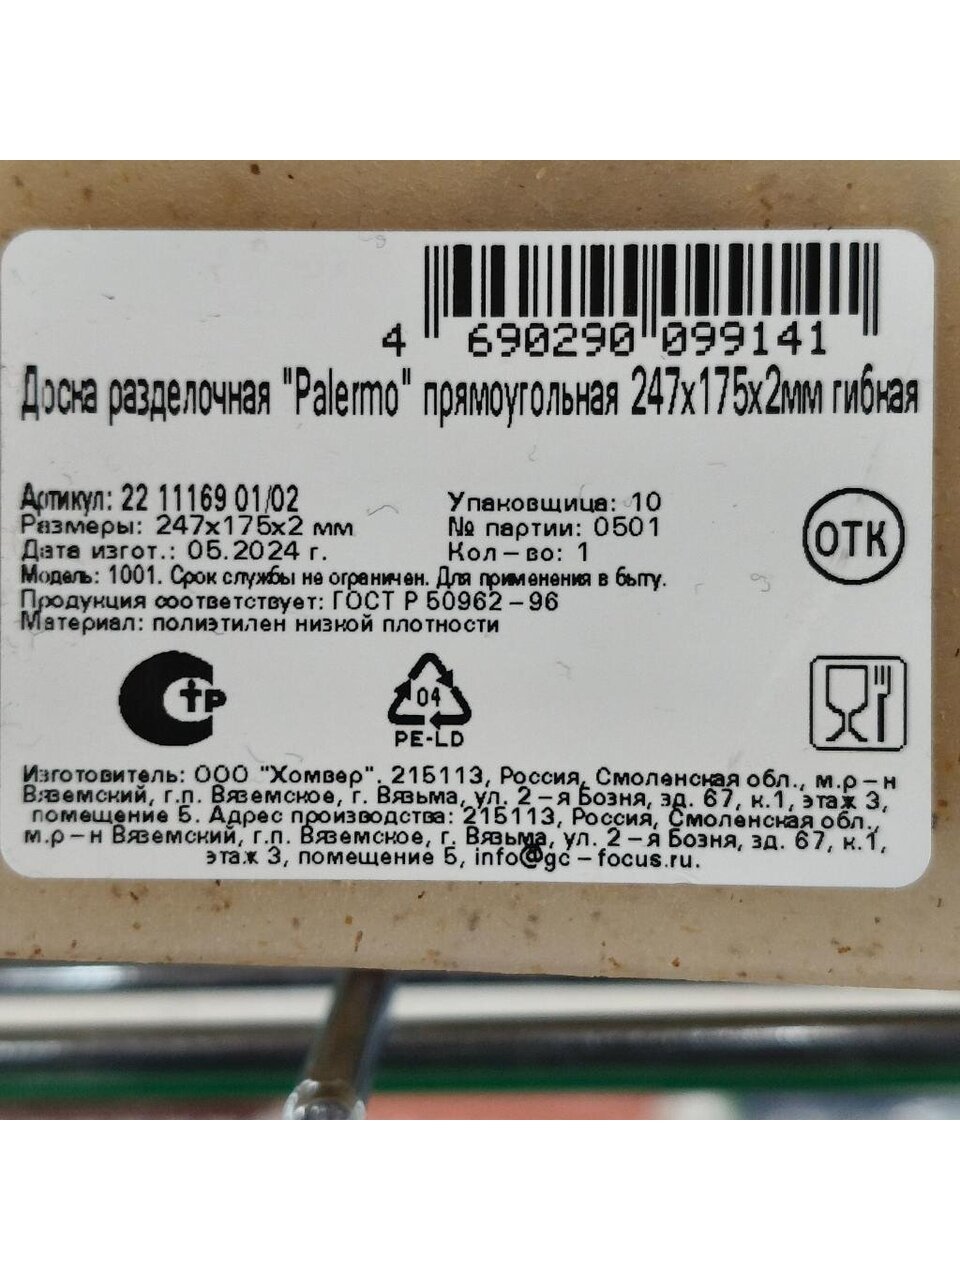 4 690290 099141
Доска разделочная "Palermo" прямоугольная 247х175х2мм гибкая
Артикул: 22 11169 01/02
Размеры: 247х175х2 мм
Дата изгот.: 05.2024 г.
Упаковщица: 10
№ партии: 0501
Кол-во: 1
ОТК
Модель: 1001. Срок службы не ограничен. Для применения в быту.
Продукция соответствует: ГОСТ Р 50962-96
Материал: полиэтилен низкой плотности
СТР
04
PE-LD
Изготовитель: ООО "Хомвер". 215113, Россия, Смоленская обл., м.р-н
Вяземский, г.п. Вяземское, г. Вязьма, ул. 2-я Бозня, зд. 67, к.1, этаж 3,
помещение 5. Адрес производства: 215113, Россия, Смоленская обл.,
м.р-н Вяземский, г.п. Вяземское, г. Вязьма, ул. 2-я Бозня, зд. 67, к.1,
этаж 3, помещение 5, info@gc-focus.ru.